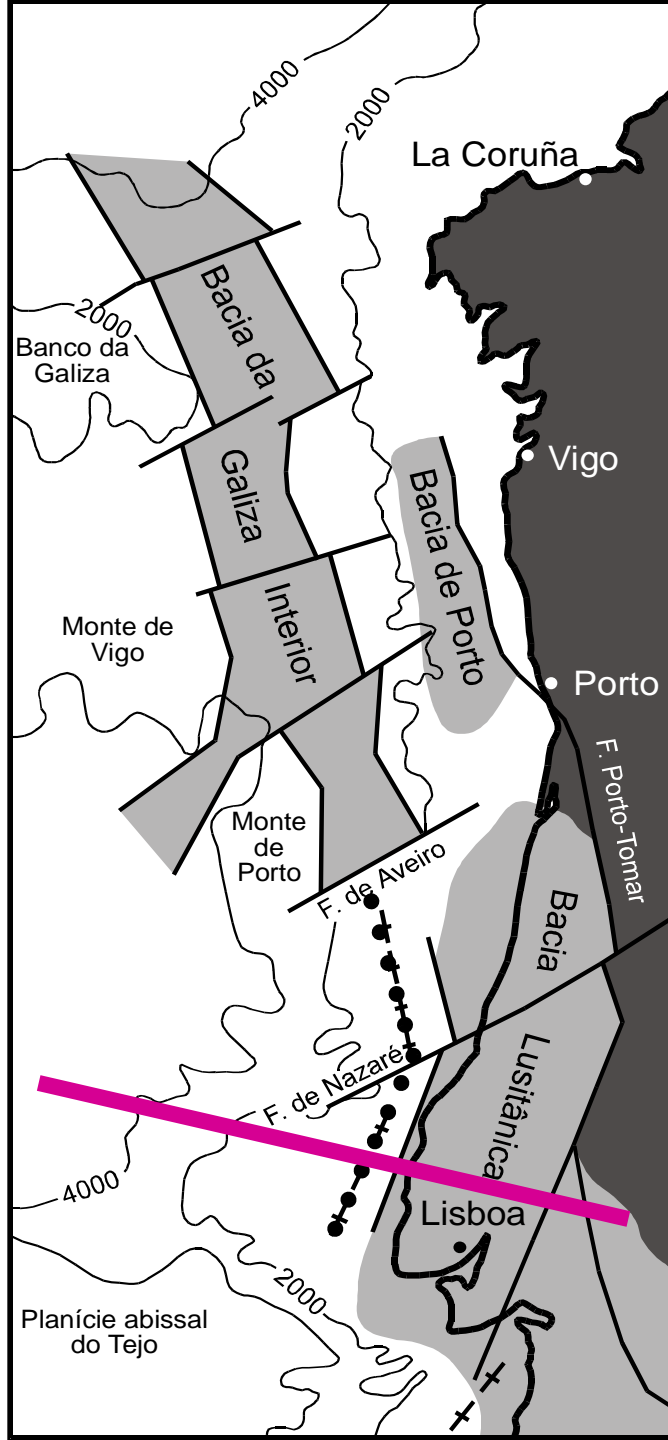 4000
2000
La Coruña
2000
Banco da
Galiza
Bacia da
Galiza
Interior
Vigo
Bacia de Porto
Monte de
Vigo
Porto
F. Porto-Tomar
Monte
de
Porto
F. de Aveiro
Bacia
Lusitânica
F. de Nazaré
4000
Lisboa
2000
Planície abissal
do Tejo